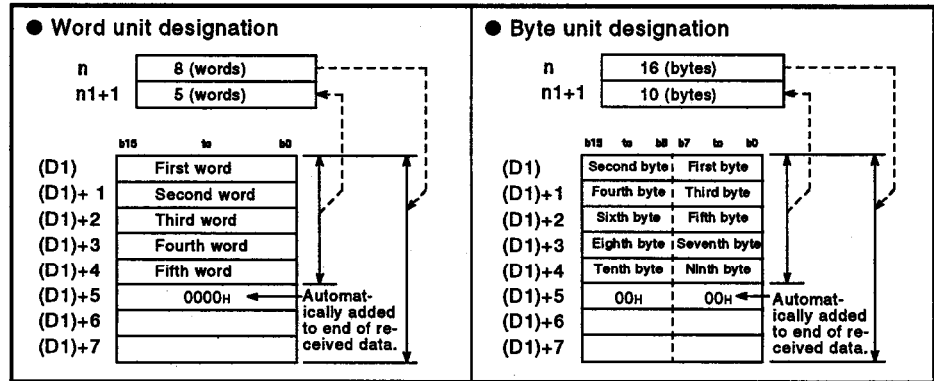 ● Word unit designation
n 8 (words)
n1+1 5 (words)
b15 to b0
(D1) First word
(D1)+ 1 Second word
(D1)+2 Third word
(D1)+3 Fourth word
(D1)+4 Fifth word
(D1)+5 0000H Automat-
ically added
(D1)+6 to end of re-
(D1)+7 ceived data.
● Byte unit designation
n 16 (bytes)
n1+1 10 (bytes)
b15 to b8 b7 to b0
(D1) Second byte First byte
(D1)+1 Fourth byte Third byte
(D1)+2 Sixth byte Fifth byte
(D1)+3 Eighth byte Seventh byte
(D1)+4 Tenth byte Ninth byte
(D1)+5 00H 00H Automat-
ically added
(D1)+6 to end of re-
(D1)+7 ceived data.